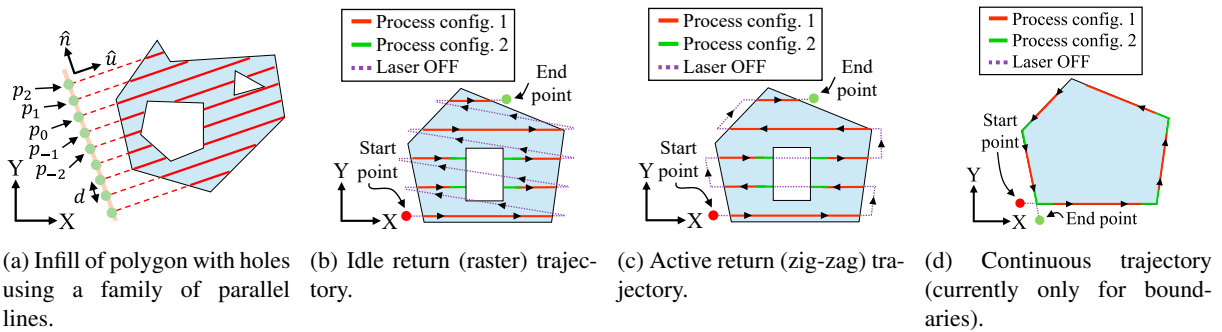 n̂
û
p₂
p₁
p₀
p₋₁
p₋₂
d
Y
X
Process config. 1
Process config. 2
Laser OFF
End point
Start point
Y
X
Process config. 1
Process config. 2
Laser OFF
End point
Start point
Y
X
Process config. 1
Process config. 2
Laser OFF
Start point
Y
X
End point
(a) Infill of polygon with holes
using a family of parallel
lines.
(b) Idle return (raster) trajec-
tory.
(c) Active return (zig-zag) tra-
jectory.
(d) Continuous trajectory
(currently only for bound-
aries).